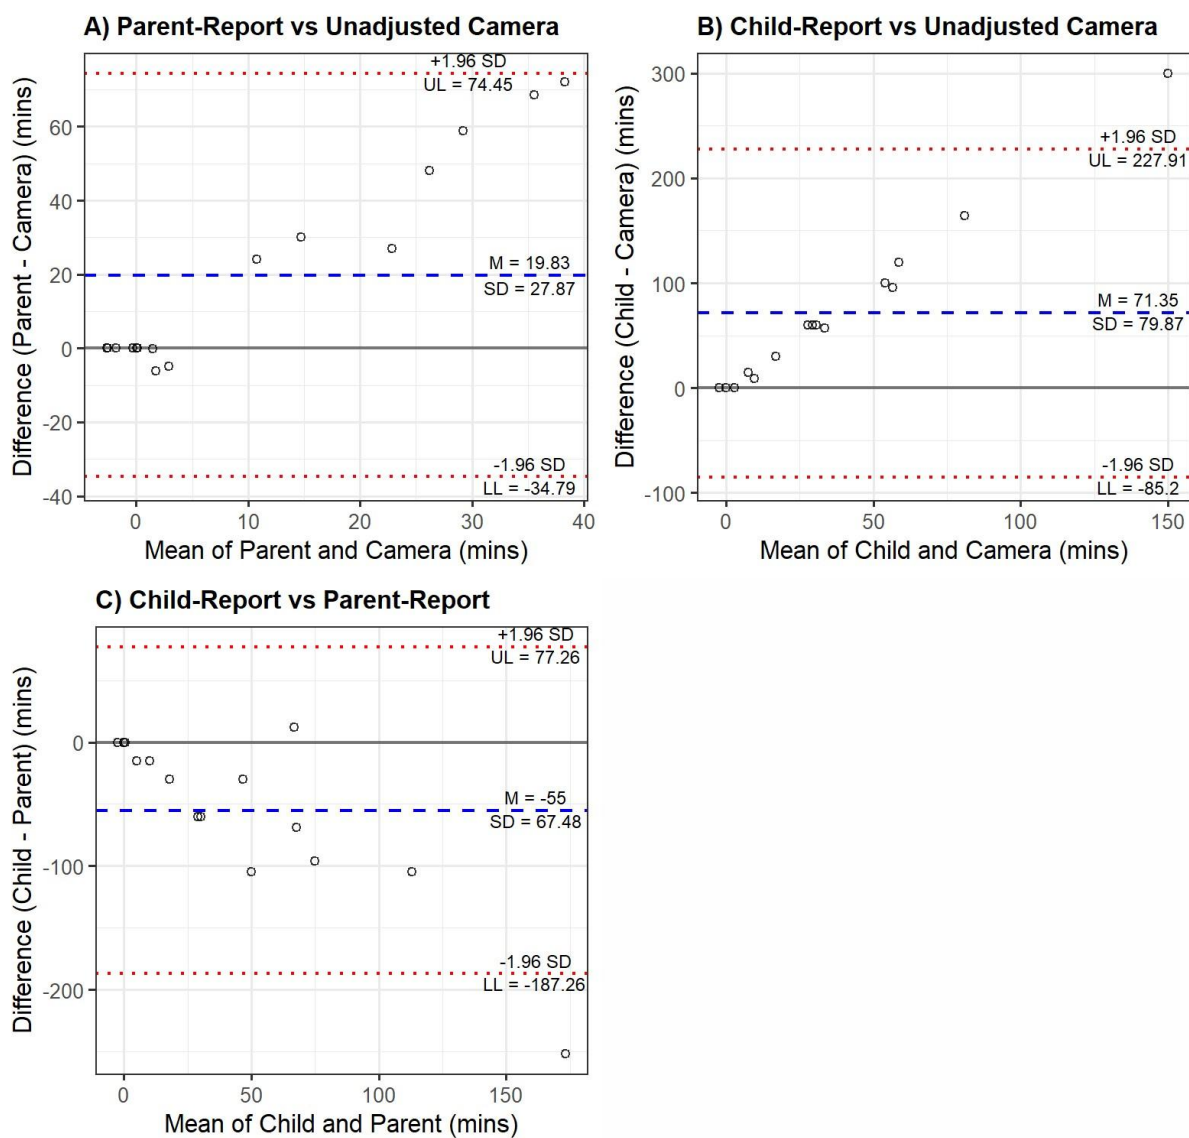 A) Parent-Report vs Unadjusted Camera
Difference (Parent - Camera) (mins)
60
40
20
0
-20
-40
+1.96 SD
UL = 74.45
M = 19.83
SD = 27.87
-1.96 SD
LL = -34.79
0
10
20
30
40
Mean of Parent and Camera (mins)
B) Child-Report vs Unadjusted Camera
Difference (Child - Camera) (mins)
300
200
100
0
-100
+1.96 SD
UL = 227.91
M = 71.35
SD = 79.87
-1.96 SD
LL = -85.2
0
50
100
150
Mean of Child and Camera (mins)
C) Child-Report vs Parent-Report
Difference (Child - Parent) (mins)
0
-100
-200
+1.96 SD
UL = 77.26
M = -55
SD = 67.48
-1.96 SD
LL = -187.26
0
50
100
150
Mean of Child and Parent (mins)